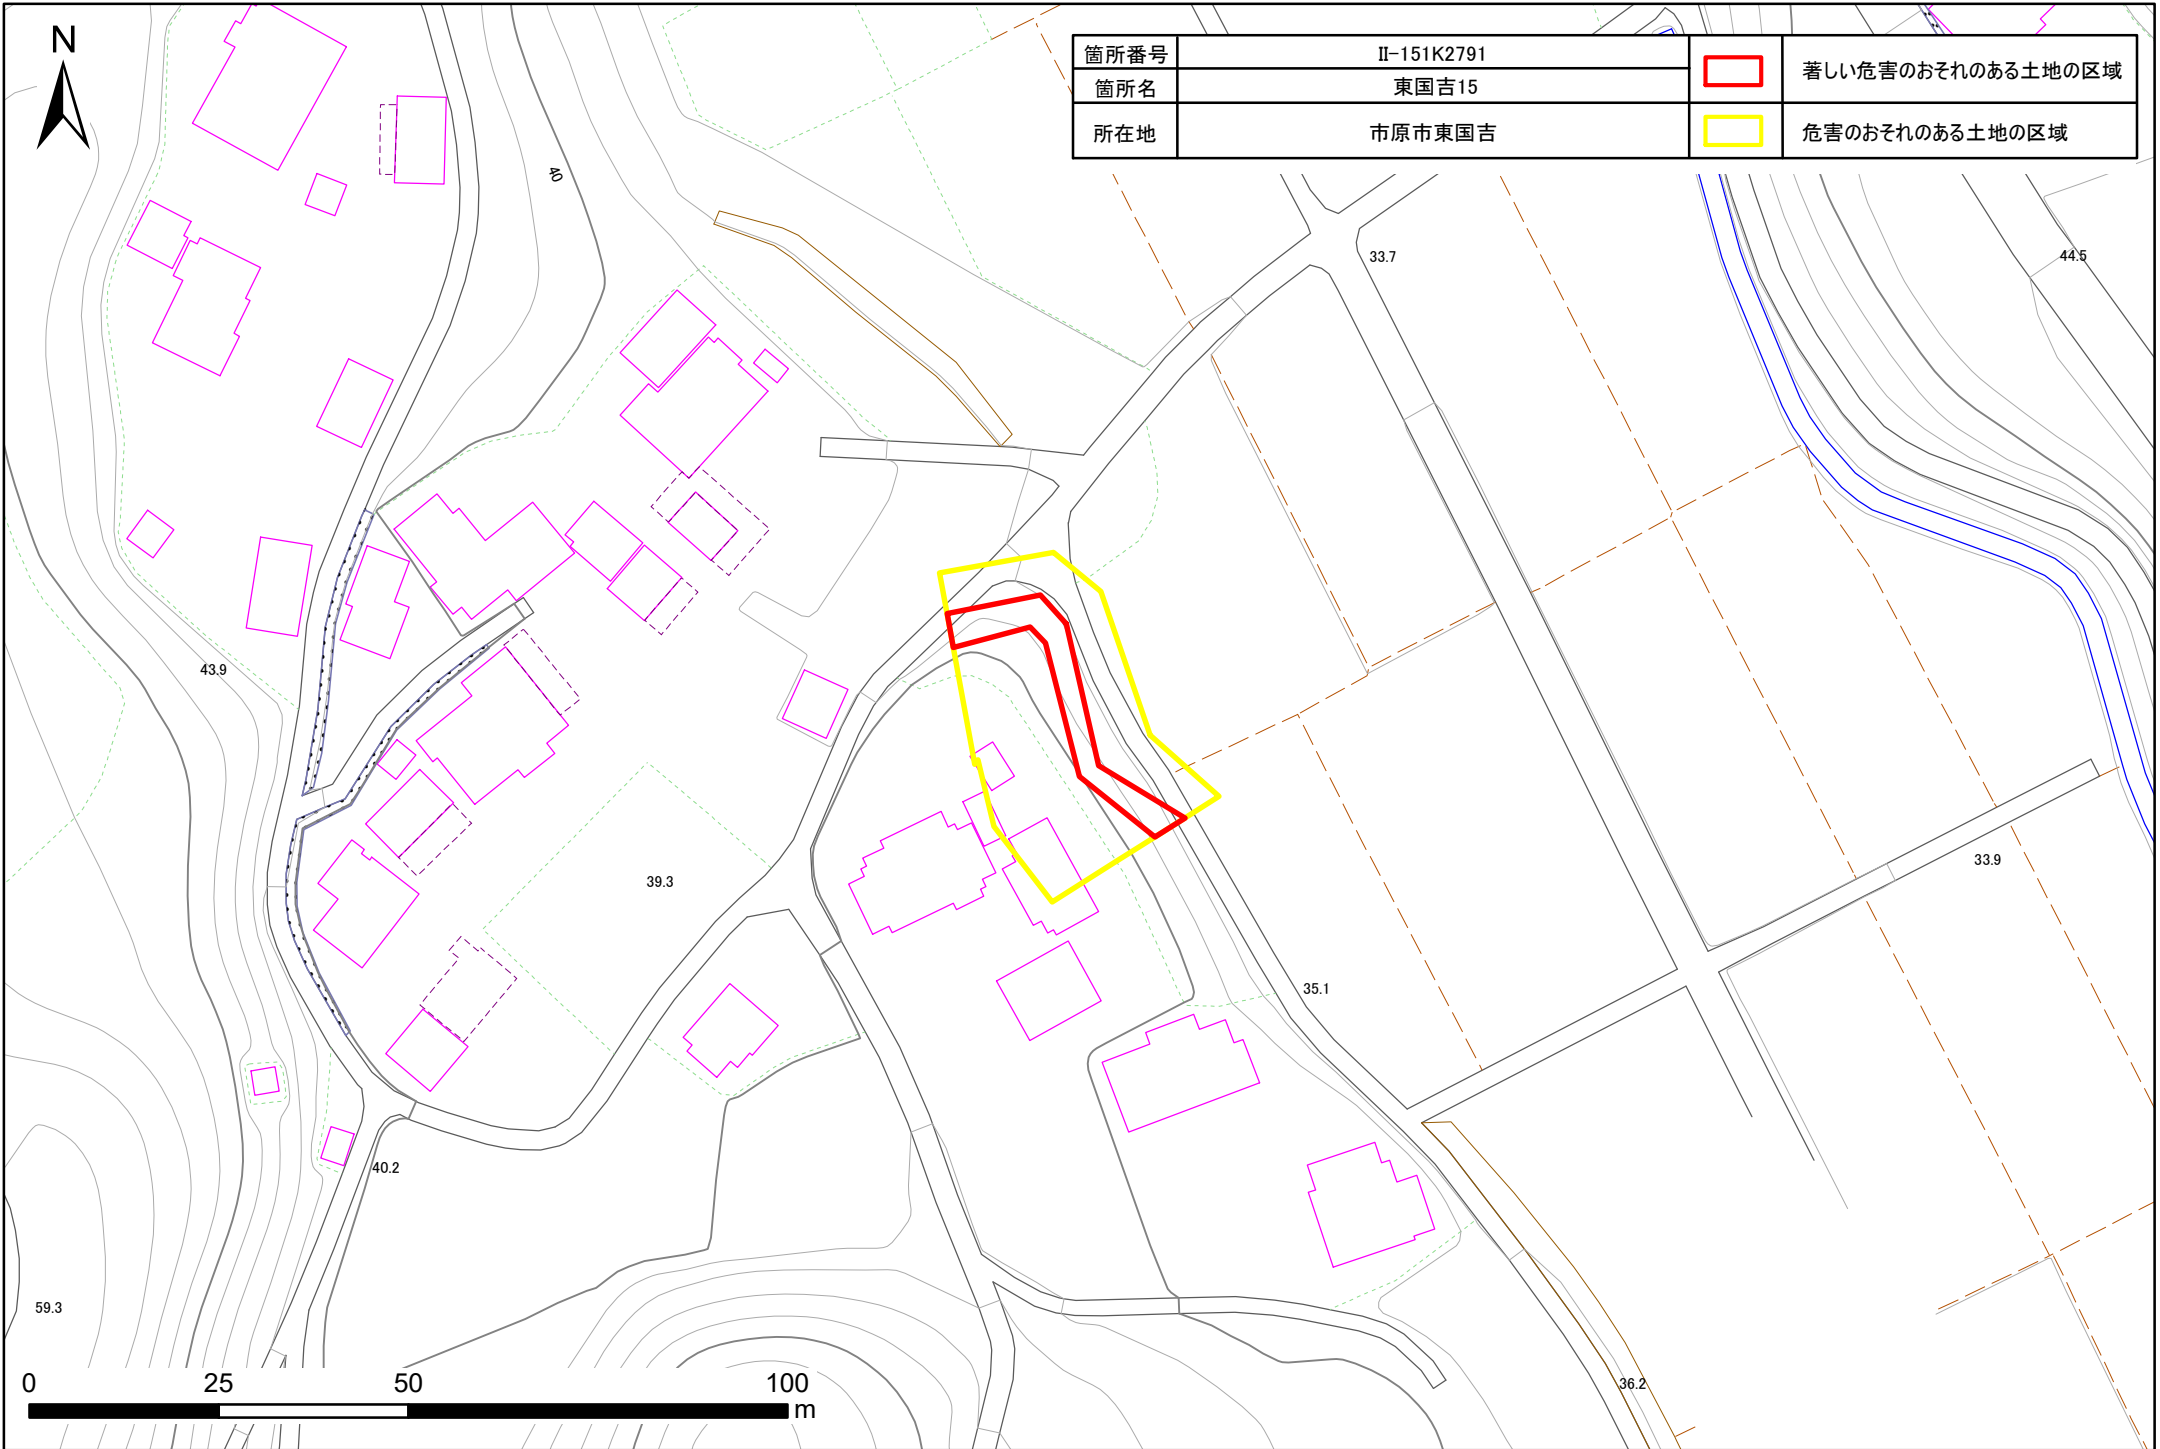 N
箇所番号 II-151K2791
箇所名 東国吉15
所在地 市原市東国吉
著しい危害のおそれのある土地の区域
危害のおそれのある土地の区域
40
33.7
44.5
43.9
39.3
33.9
35.1
40.2
59.3
36.2
0 25 50 100 m